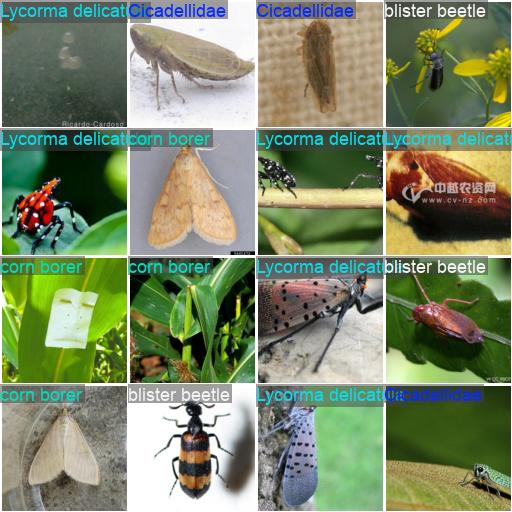 Lycorma delicat
Cicadellidae
Cicadellidae
blister beetle
Ricardo-Cardoso
Lycorma delicat
corn borer
Lycorma delicat
Lycorma delicatula
中越农资网
www.cv-nz.com
corn borer
corn borer
Lycorma delicat
blister beetle
corn borer
blister beetle
Lycorma delicat
Cicadellidae